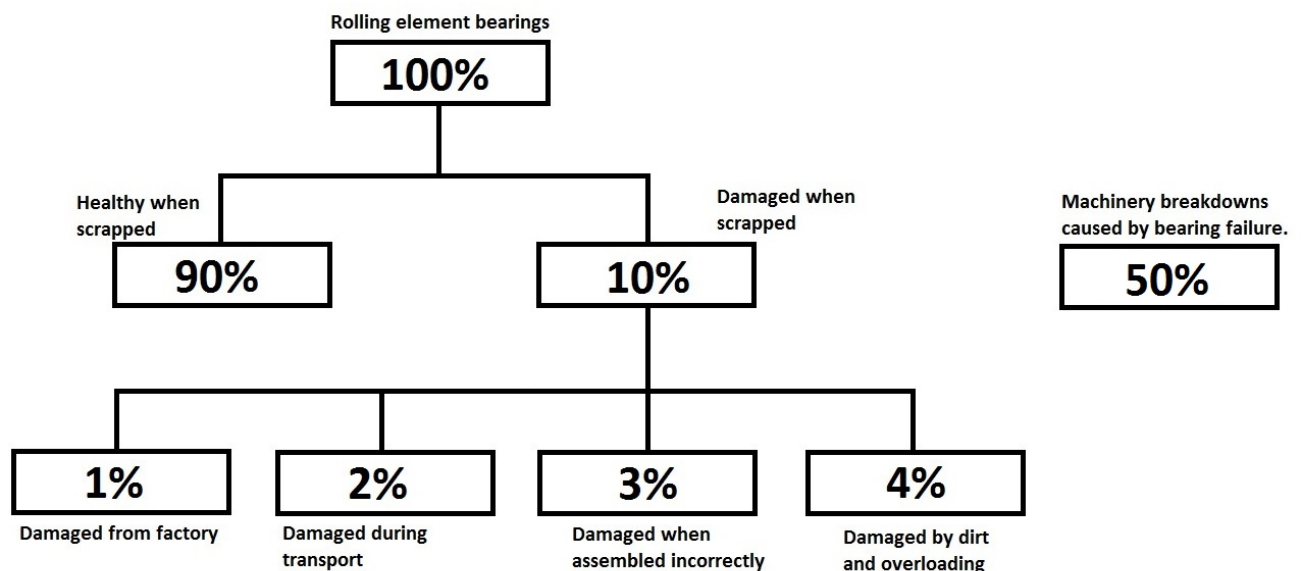 Rolling element bearings
100%
Healthy when
scrapped
90%
Damaged when
scrapped
10%
Machinery breakdowns
caused by bearing failure.
50%
1%
Damaged from factory
2%
Damaged during
transport
3%
Damaged when
assembled incorrectly
4%
Damaged by dirt
and overloading